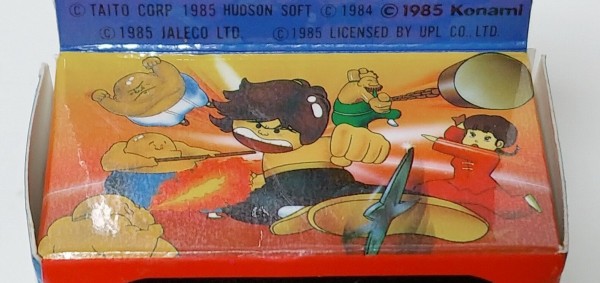 © TAITO CORP 1985 HUDSON SOFT © 1984 © 1985 Konami
© 1985 JALECO LTD. © 1985 LICENSED BY UPL CO., LTD.